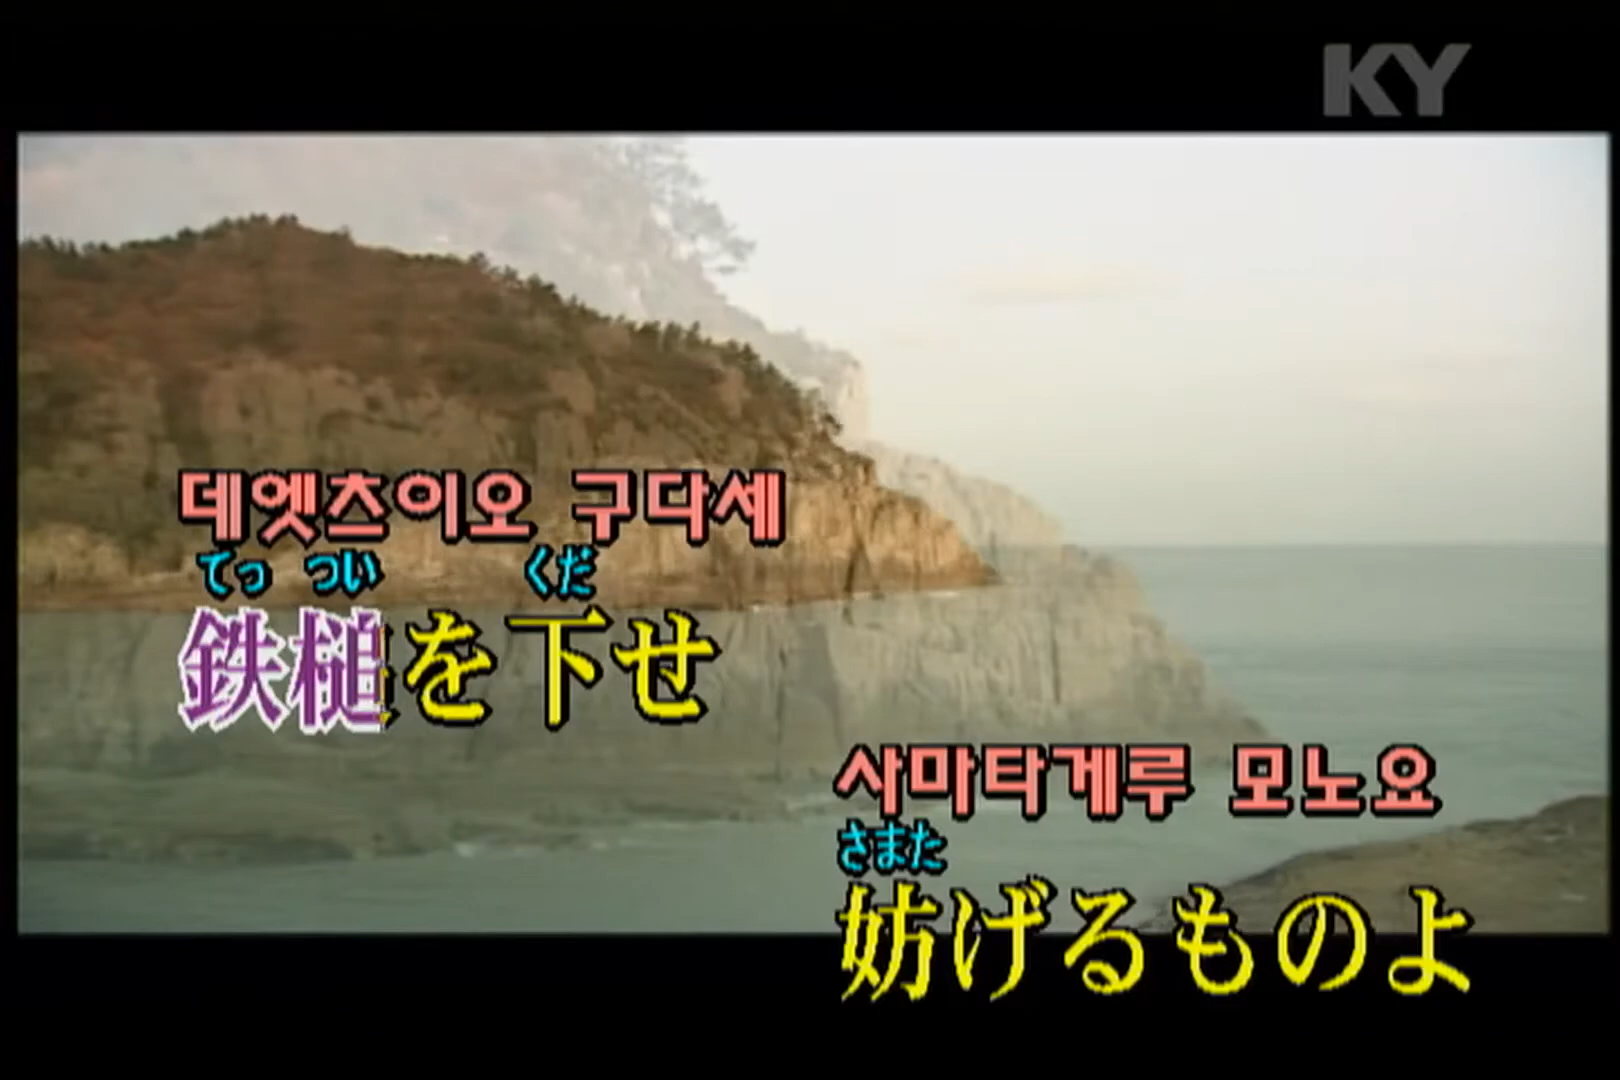 KY
데엣츠이오 구다세
てっ つい くだ
鉄槌を下せ
사마타게루 모노요
さまた
妨げるものよ